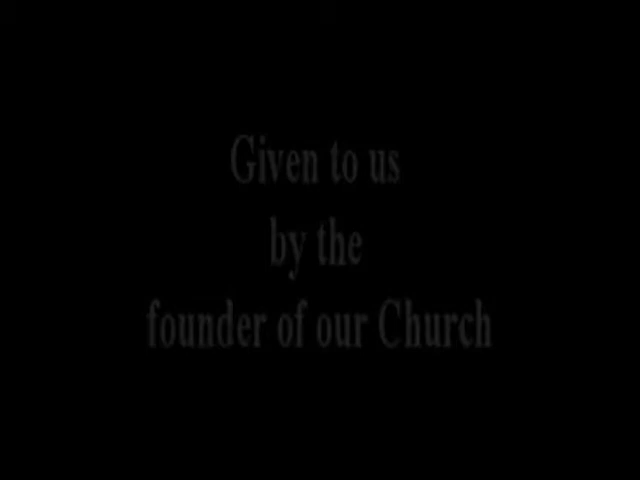 Given to us
by the
founder of our Church